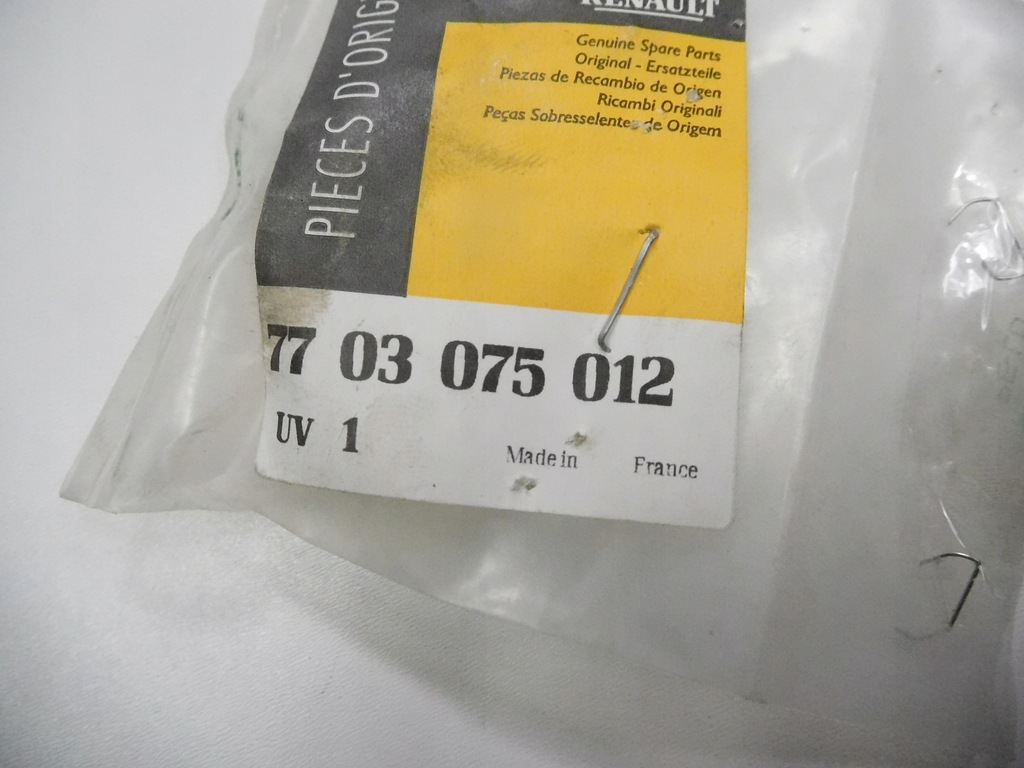 RENAULT
PIECES D'ORIG
Genuine Spare Parts
Original - Ersatzteile
Piezas de Recambio de Origen
Ricambi Originali
Peças Sobresselentes de Origem
77 03 075 012
UV 1
Made in France